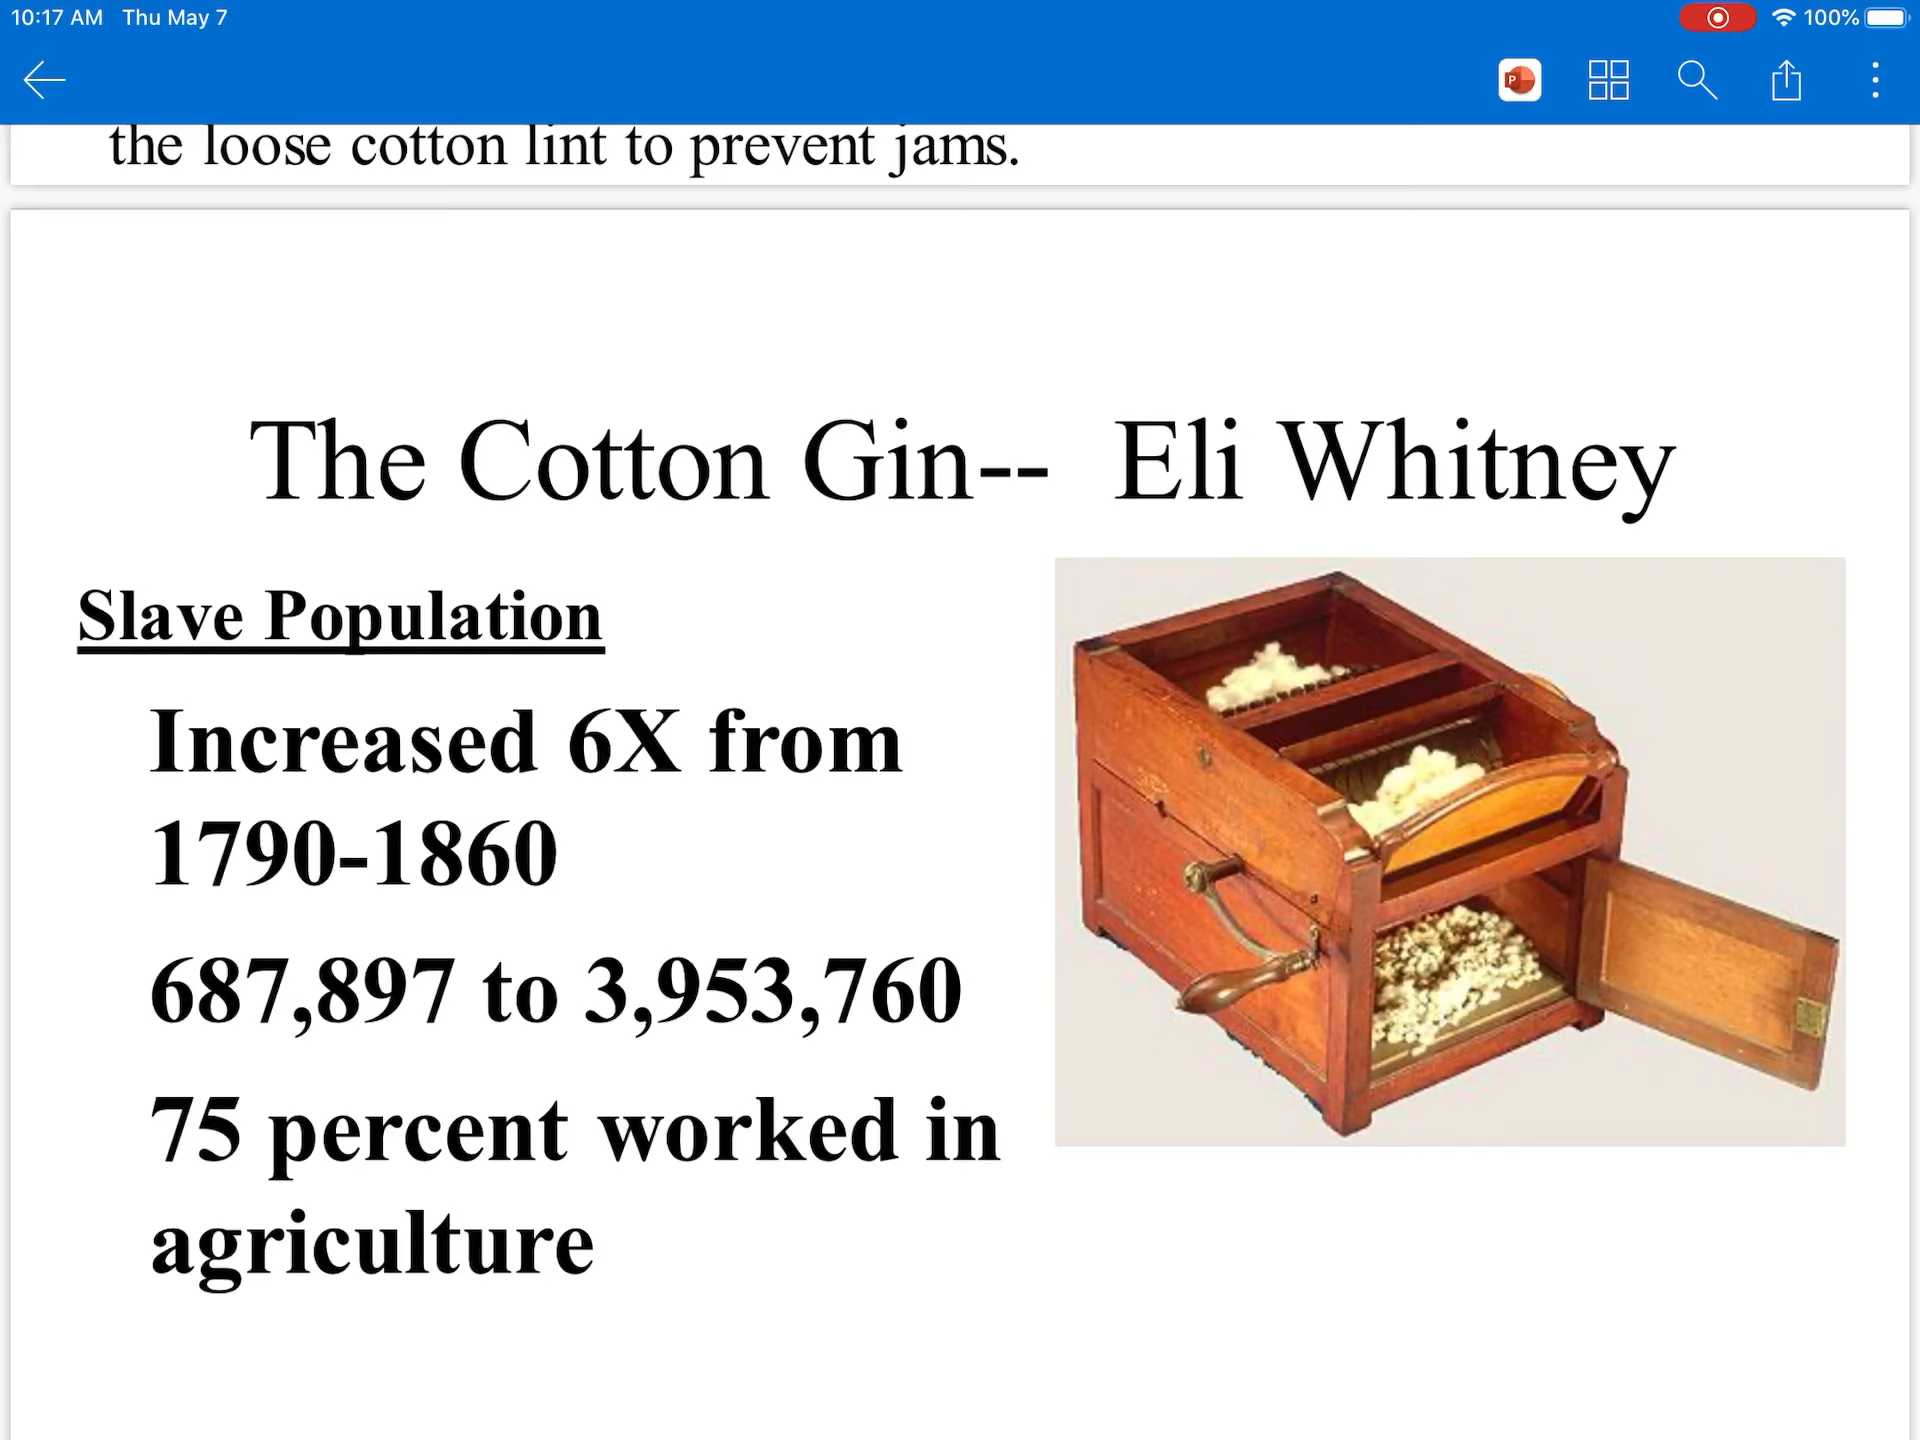 10:17 AM Thu May 7
100%
P
the loose cotton lint to prevent jams.
The Cotton Gin-- Eli Whitney
Slave Population
Increased 6X from
1790-1860
687,897 to 3,953,760
75 percent worked in
agriculture